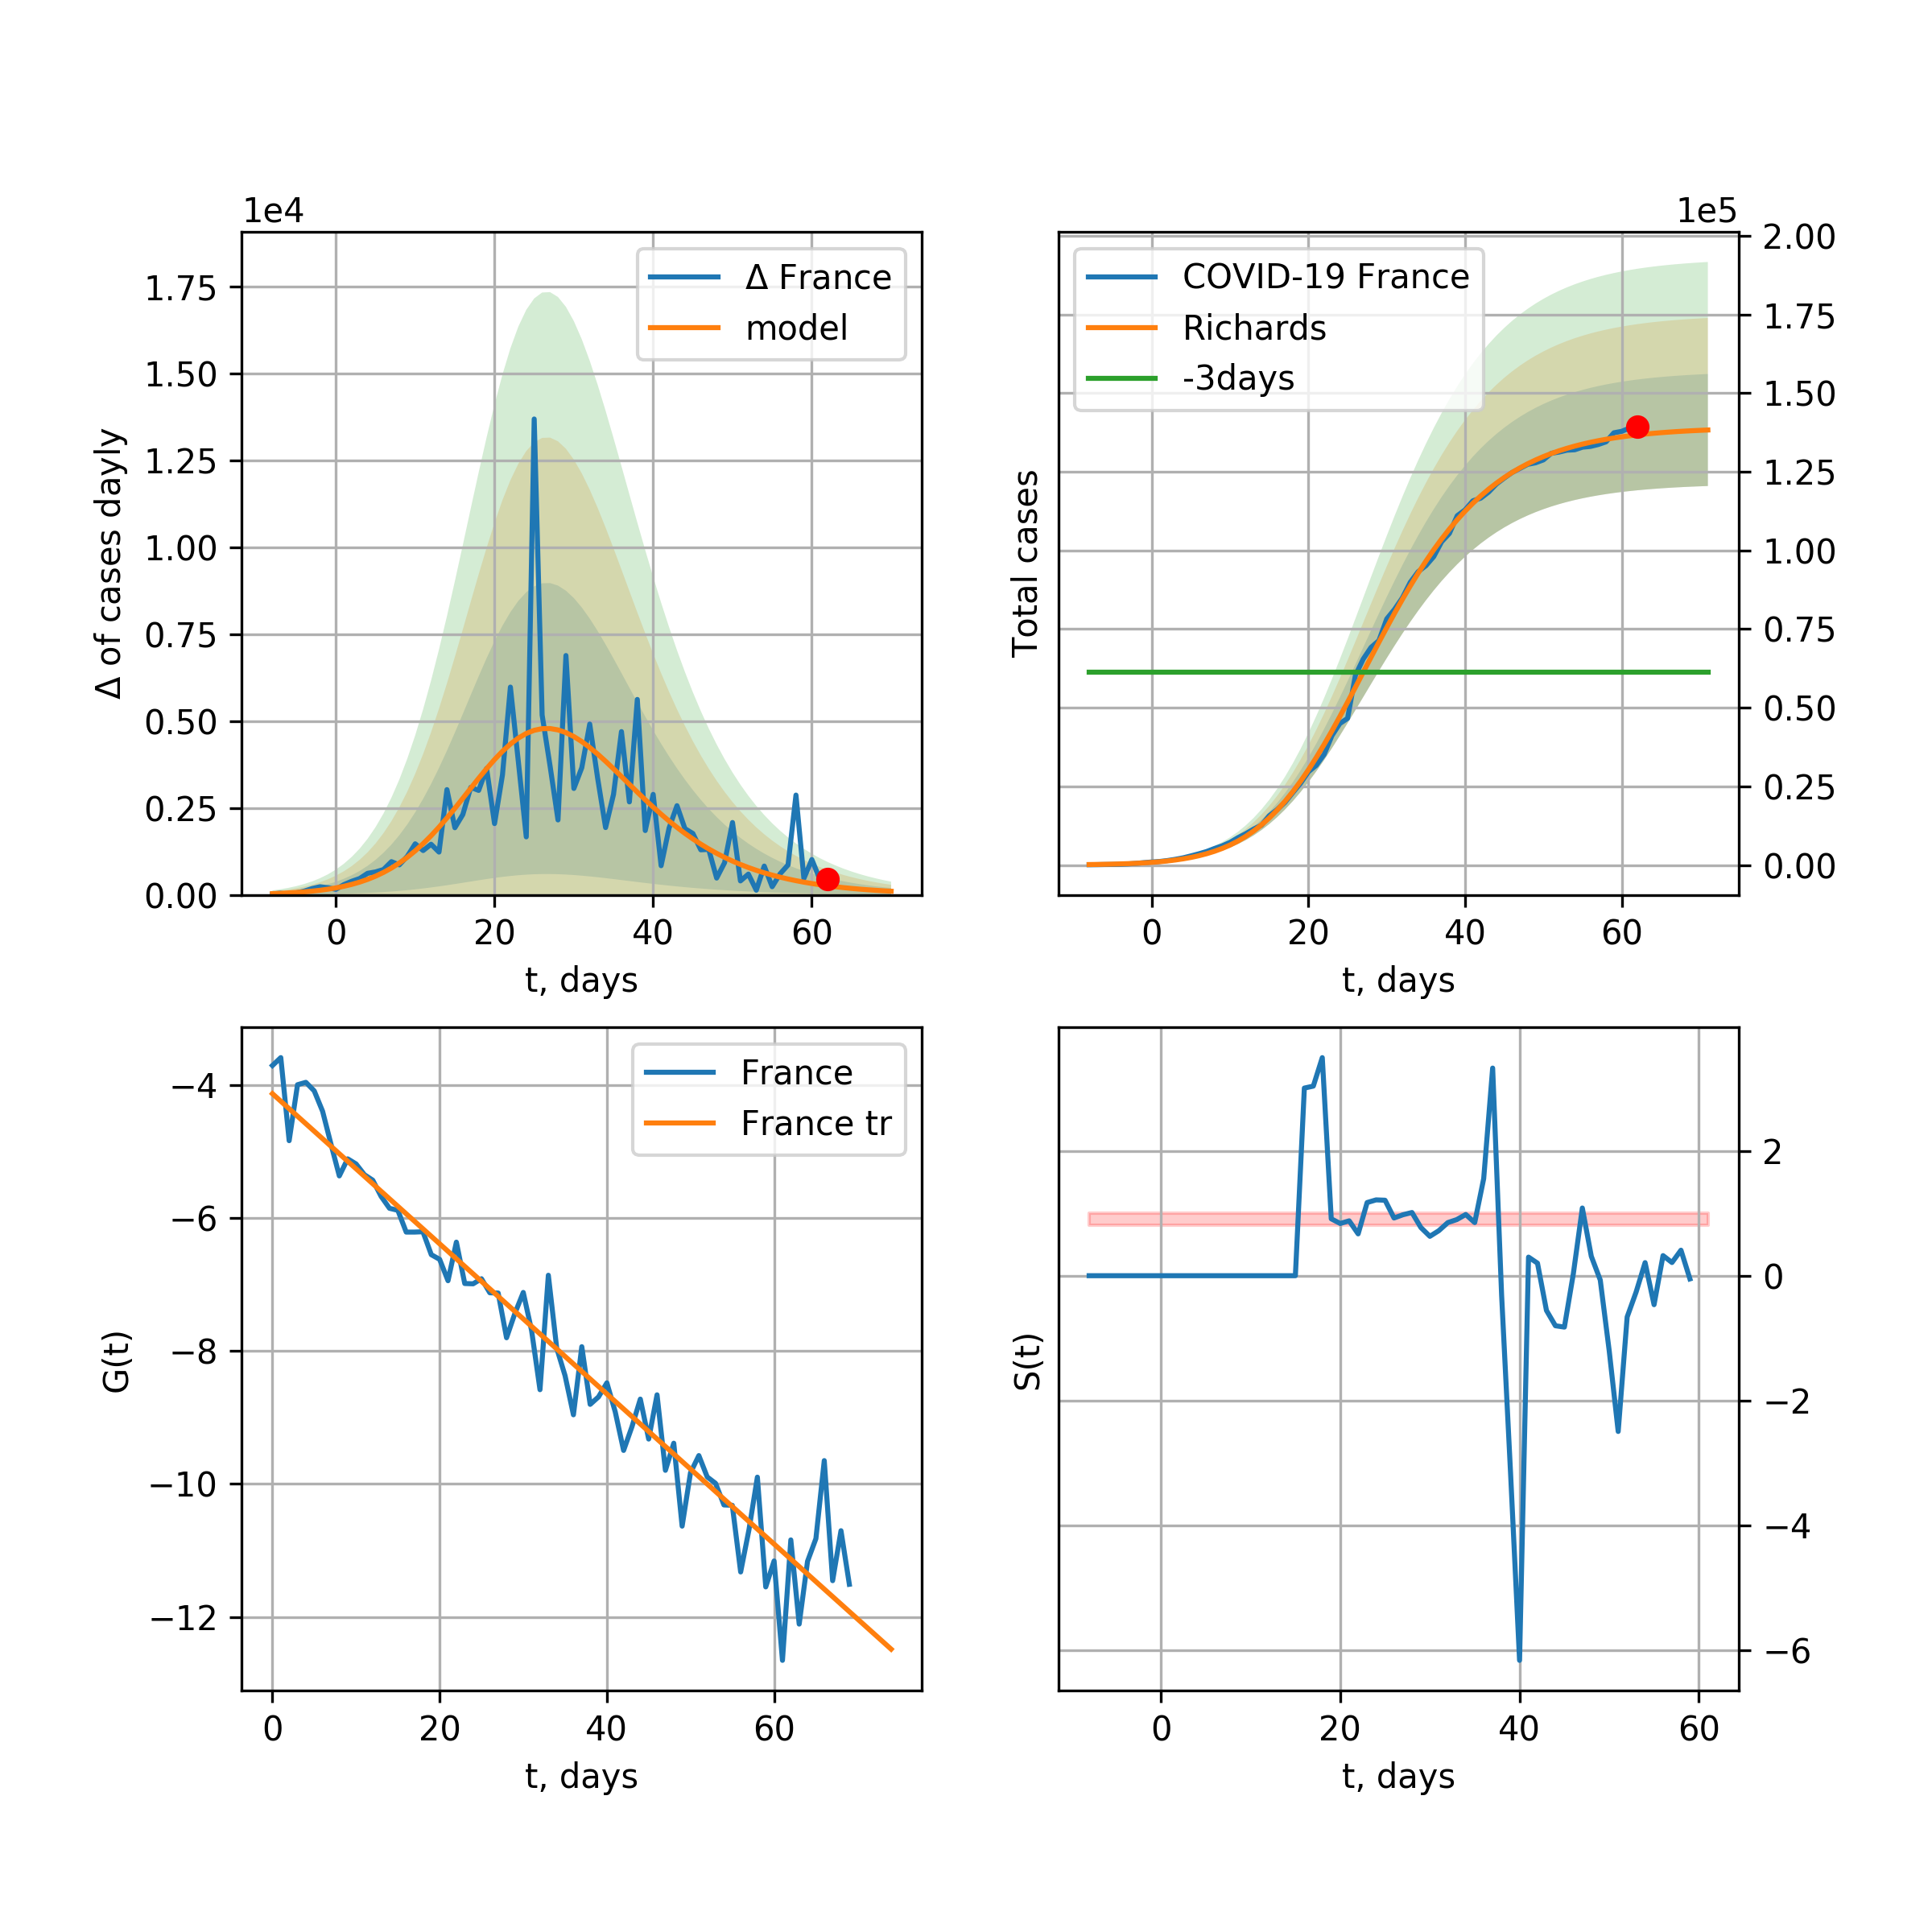 1e4
Δ of cases dayly
1.75
1.50
1.25
1.00
0.75
0.50
0.25
0.00
Δ France
model
0 20 40 60
t, days
1e5
Total cases
COVID-19 France
Richards
-3days
2.00
1.75
1.50
1.25
1.00
0.75
0.50
0.25
0.00
0 20 40 60
t, days
G(t)
−4
−6
−8
−10
−12
France
France tr
0 20 40 60
t, days
S(t)
2
0
−2
−4
−6
0 20 40 60
t, days